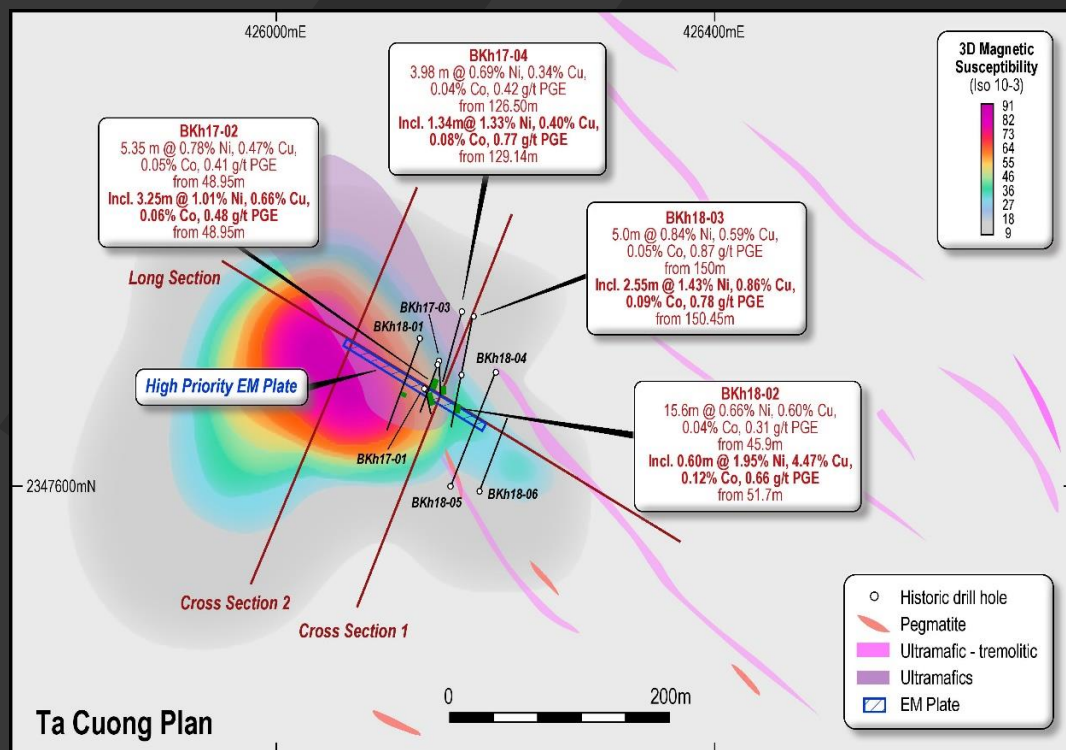 426000mE
426400mE
BKh17-04
3.98 m @ 0.69% Ni, 0.34% Cu,
0.04% Co, 0.42 g/t PGE
from 126.50m
Incl. 1.34m@ 1.33% Ni, 0.40% Cu,
0.08% Co, 0.77 g/t PGE
from 129.14m
3D Magnetic
Susceptibility
(Iso 10-3)
91
82
73
64
55
46
36
27
18
9
BKh17-02
5.35 m @ 0.78% Ni, 0.47% Cu,
0.05% Co, 0.41 g/t PGE
from 48.95m
Incl. 3.25m @ 1.01% Ni, 0.66% Cu,
0.06% Co, 0.48 g/t PGE
from 48.95m
BKh18-03
5.0m @ 0.84% Ni, 0.59% Cu,
0.05% Co, 0.87 g/t PGE
from 150m
Incl. 2.55m @ 1.43% Ni, 0.86% Cu,
0.09% Co, 0.78 g/t PGE
from 150.45m
Long Section
BKh17-03
BKh18-01
BKh18-04
High Priority EM Plate
BKh18-02
15.6m @ 0.66% Ni, 0.60% Cu,
0.04% Co, 0.31 g/t PGE
from 45.9m
Incl. 0.60m @ 1.95% Ni, 4.47% Cu,
0.12% Co, 0.66 g/t PGE
from 51.7m
BKh17-01
2347600mN
BKh18-05
BKh18-06
Cross Section 2
Cross Section 1
Historic drill hole
Pegmatite
Ultramafic - tremolitic
Ultramafics
EM Plate
0
200m
Ta Cuong Plan